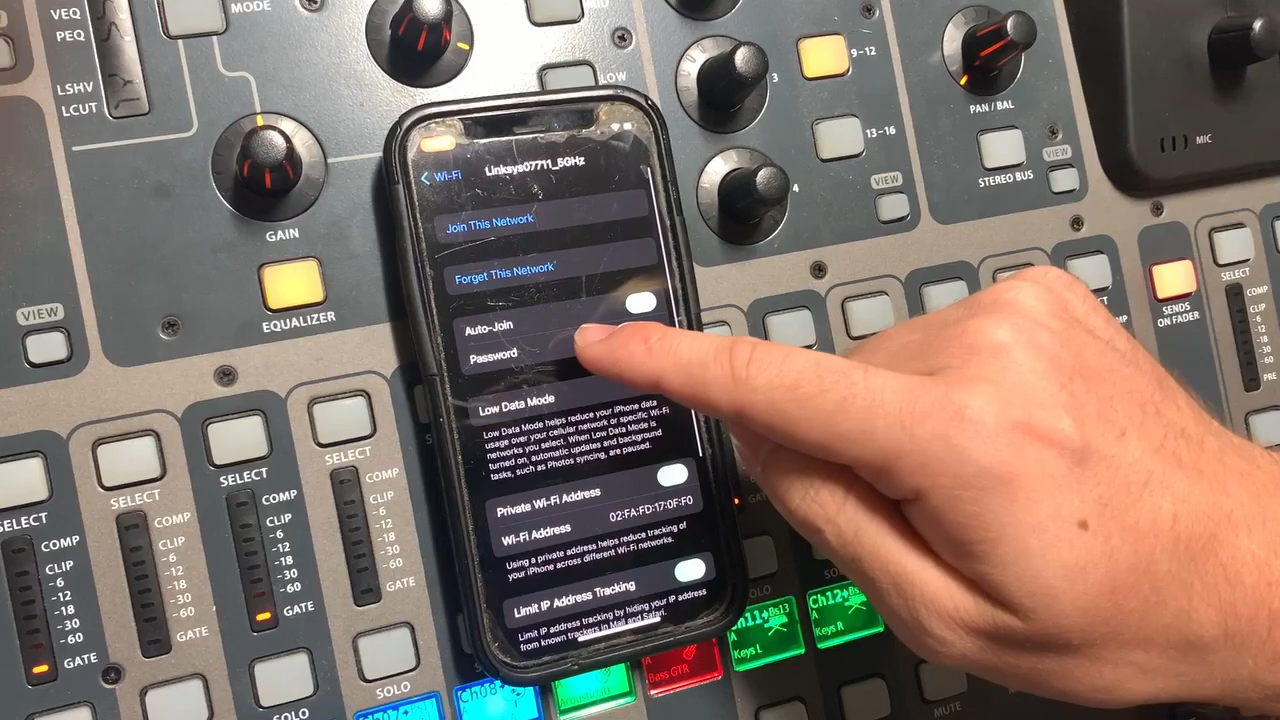 VEQ
PEQ
LSHV
LCUT
MODE
GAIN
EQUALIZER
VIEW
LOW
3
4
9-12
13-16
VIEW
PAN / BAL
STEREO BUS
VIEW
MIC
SELECT
SENDS
ON FADER
COMP
CLIP
-6
-12
-18
-30
-60
PRE
Wi-Fi
Linksys07711_5GHz
Join This Network
Forget This Network
Auto-Join
Password
Low Data Mode
Low Data Mode helps reduce your iPhone data
usage over your cellular network or specific Wi-Fi
networks you select. When Low Data Mode is
turned on, automatic updates and background
tasks, such as Photos syncing, are paused.
Private Wi-Fi Address
Wi-Fi Address 02:FA:FD:17:0F:F0
Using a private address helps reduce tracking of
your iPhone across different Wi-Fi networks.
Limit IP Address Tracking
Limit IP address tracking by hiding your IP address
from known trackers in Mail and Safari.
SELECT
COMP
CLIP
-6
-12
-18
-30
-60
GATE
SELECT
COMP
CLIP
-6
-12
-18
-30
-60
GATE
SELECT
COMP
CLIP
-6
-12
-18
-30
-60
GATE
SELECT
COMP
CLIP
-6
-12
-18
-30
-60
GATE
SOLO
SOLO
SOLO
MUTE
Ch07
Ch08
Acoustic
A
Bass GTR
Ch11→Bs13
A
Keys L
Ch12→Bs
A
Keys R